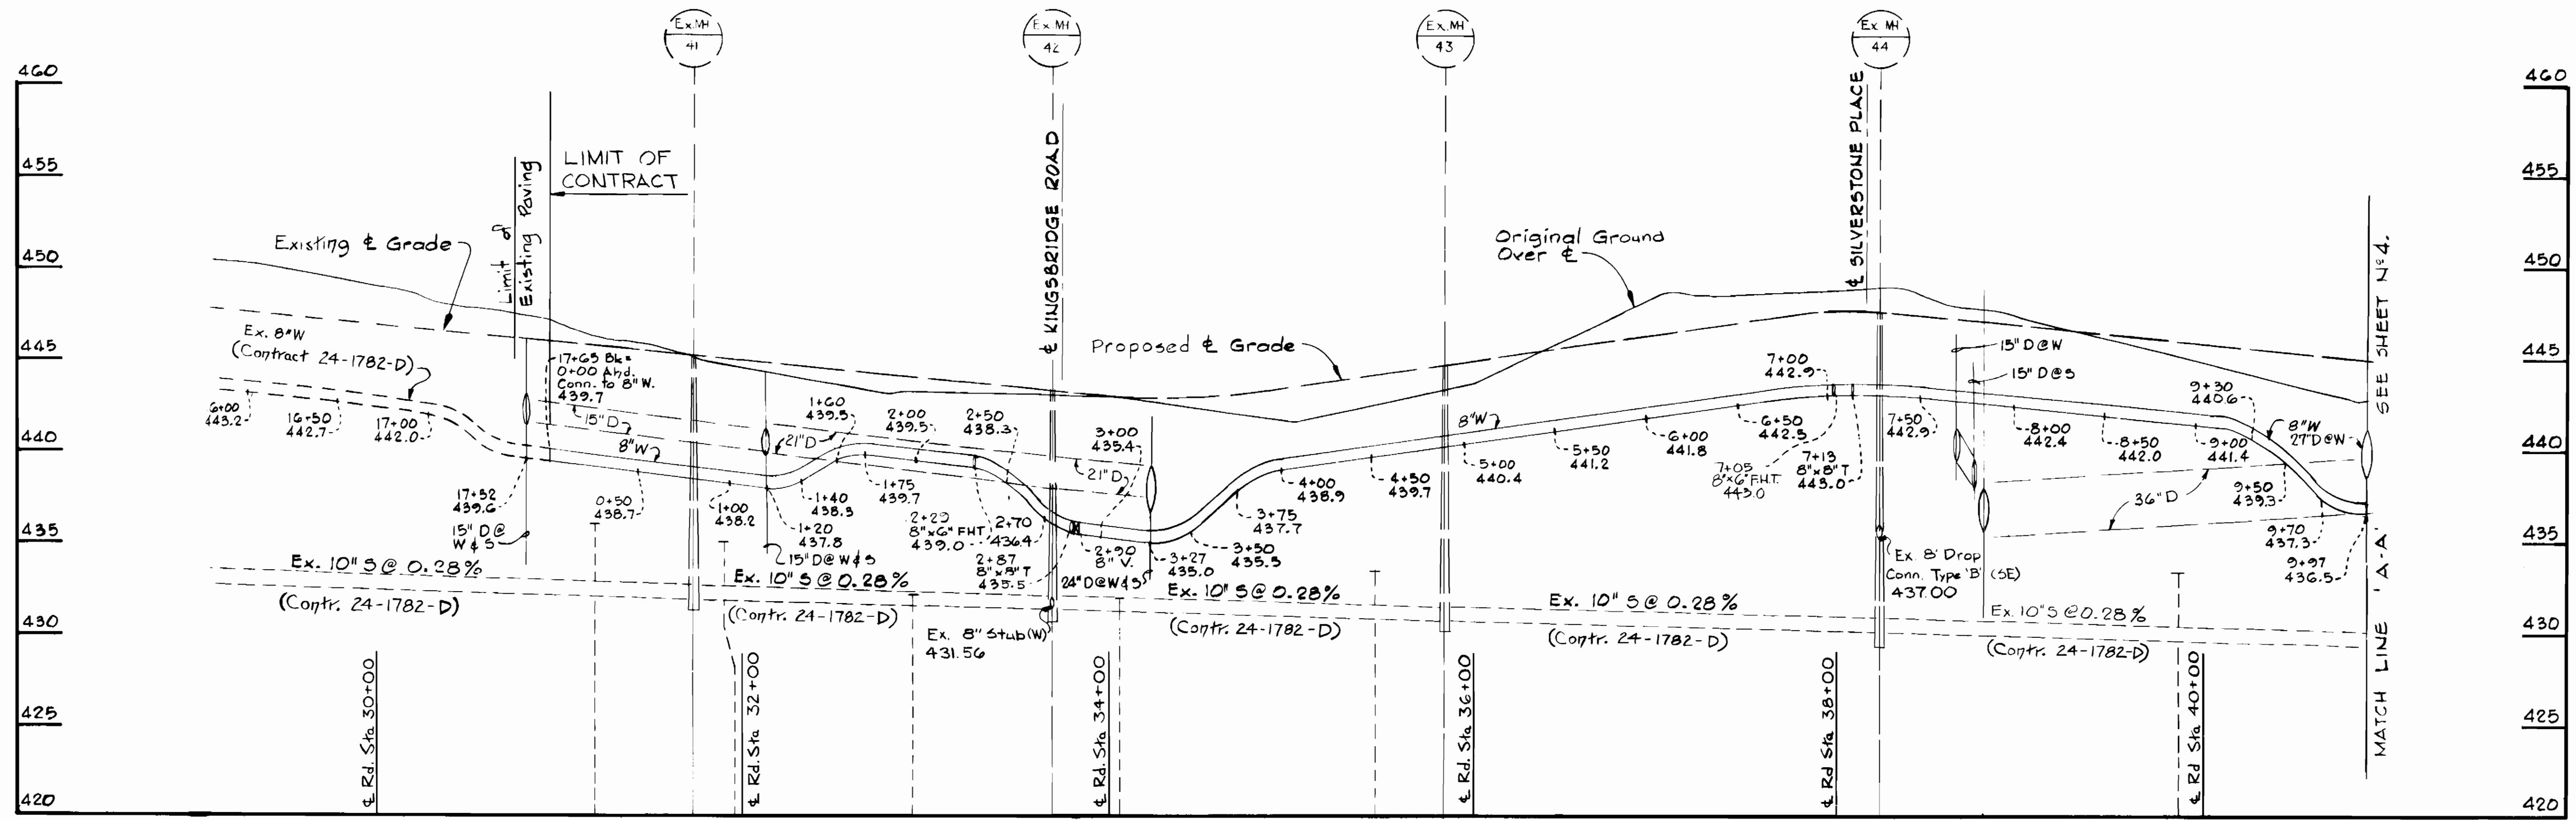 Ex. MH
41
Ex. MH
42
Ex. MH
43
Ex. MH
44
460
455
450
445
440
435
430
425
420
460
455
450
445
440
435
430
425
420
LIMIT OF
CONTRACT
Limit of
Existing Paving
Existing ℄ Grade
Ex. 8"W
(Contract 24-1782-D)
6+00
443.2
16+50
442.7
17+00
442.0
17+52
439.6
15" D @
W & S
17+65 Bk=
0+00 Ahd.
Conn. to 8" W.
439.7
15" D
8"W
0+50
438.7
1+00
438.2
21"D
1+20
437.8
15"D@W&S
1+40
438.3
1+60
439.5
1+75
439.7
2+00
439.5
2+29
8"x6" FHT
439.0
2+50
438.3
2+70
436.4
2+87
8"x8"T
435.5
2+90
8" V.
3+00
435.4
21"D
24"D@W&S
3+27
435.0
3+50
435.5
3+75
437.7
4+00
438.9
4+50
439.7
8"W
5+00
440.4
5+50
441.2
6+00
441.8
6+50
442.5
7+00
442.9
7+05
8"x6"F.H.T.
443.0
7+13
8"x8"T
443.0
7+50
442.9
8+00
442.4
8+50
442.0
9+00
441.4
9+30
440.6
9+50
439.3
9+70
437.3
9+97
436.5
8"W
27"D@W
36"D
15"D@W
15"D@S
℄ KINGSBRIDGE ROAD
Proposed ℄ Grade
Original Ground
Over ℄
℄ SILVERSTONE PLACE
Ex. 10" S @ 0.28%
(Contr. 24-1782-D)
Ex. 10" S @ 0.28%
(Contr. 24-1782-D)
Ex. 8" Stub (W)
431.56
Ex. 10" S @ 0.28%
(Contr. 24-1782-D)
Ex. 10" S @ 0.28%
(Contr. 24-1782-D)
Ex. 8" Drop
Conn. Type 'B' (SE)
437.00
Ex. 10"S @0.28%
(Contr. 24-1782-D)
℄ Rd. Sta 30+00
℄ Rd. Sta 32+00
℄ Rd. Sta 34+00
℄ Rd. Sta 36+00
℄ Rd Sta 38+00
℄ Rd Sta 40+00
MATCH LINE 'A-A' SEE SHEET Nº4.